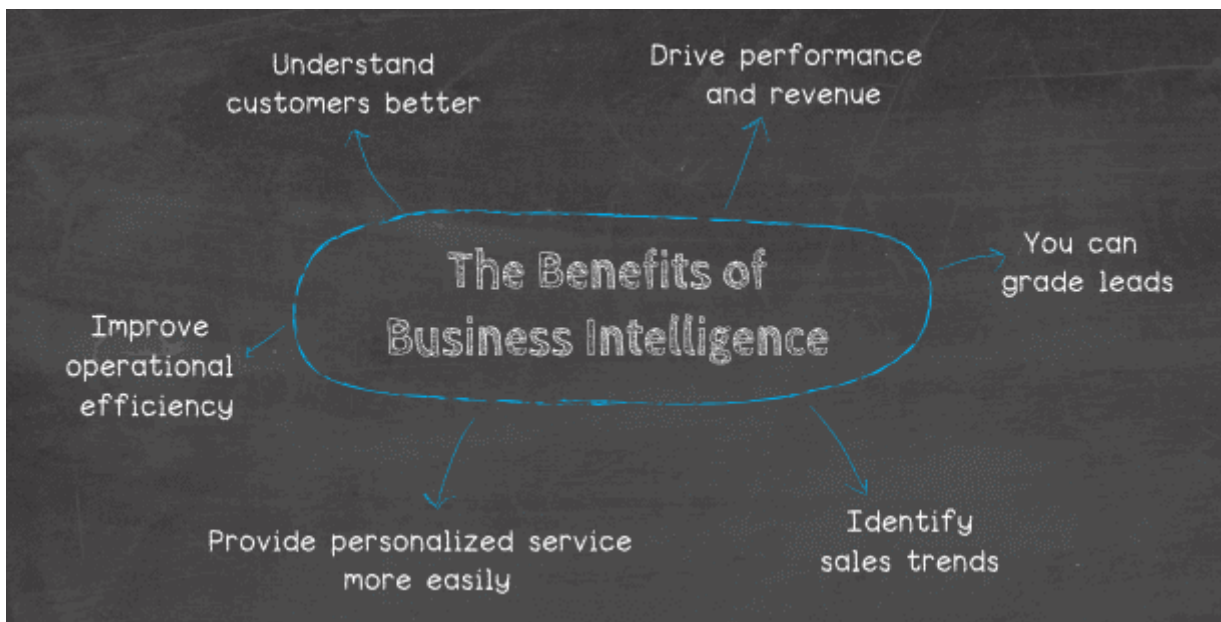 Understand
customers better
Drive performance
and revenue
The Benefits of
Business Intelligence
You can
grade leads
Improve
operational
efficiency
Provide personalized service
more easily
Identify
sales trends